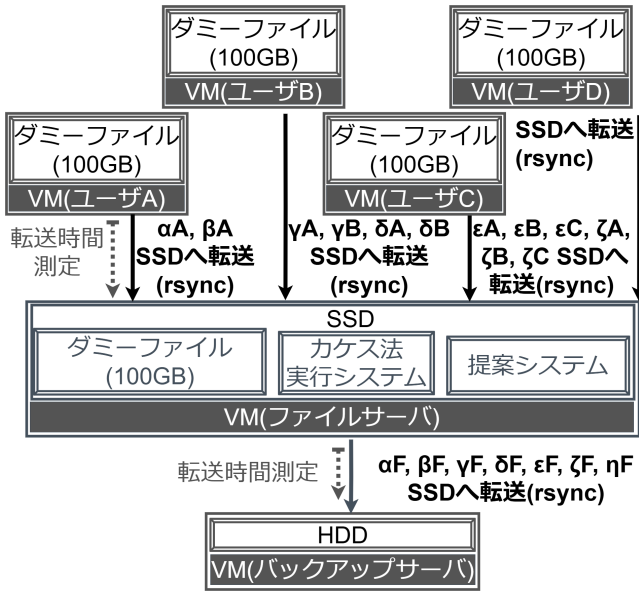 ダミーファイル
(100GB)
VM(ユーザB)
ダミーファイル
(100GB)
VM(ユーザD)
ダミーファイル
(100GB)
VM(ユーザA)
ダミーファイル
(100GB)
VM(ユーザC)
SSDへ転送
(rsync)
転送時間
測定
αA, βA
SSDへ転送
(rsync)
γA, γB, δA, δB
SSDへ転送
(rsync)
εA, εB, εC, ζA,
ζB, ζC SSDへ
転送(rsync)
SSD
ダミーファイル
(100GB)
カケス法
実行システム
提案システム
VM(ファイルサーバ)
転送時間測定
αF, βF, γF, δF, εF, ζF, ηF
SSDへ転送(rsync)
HDD
VM(バックアップサーバ)